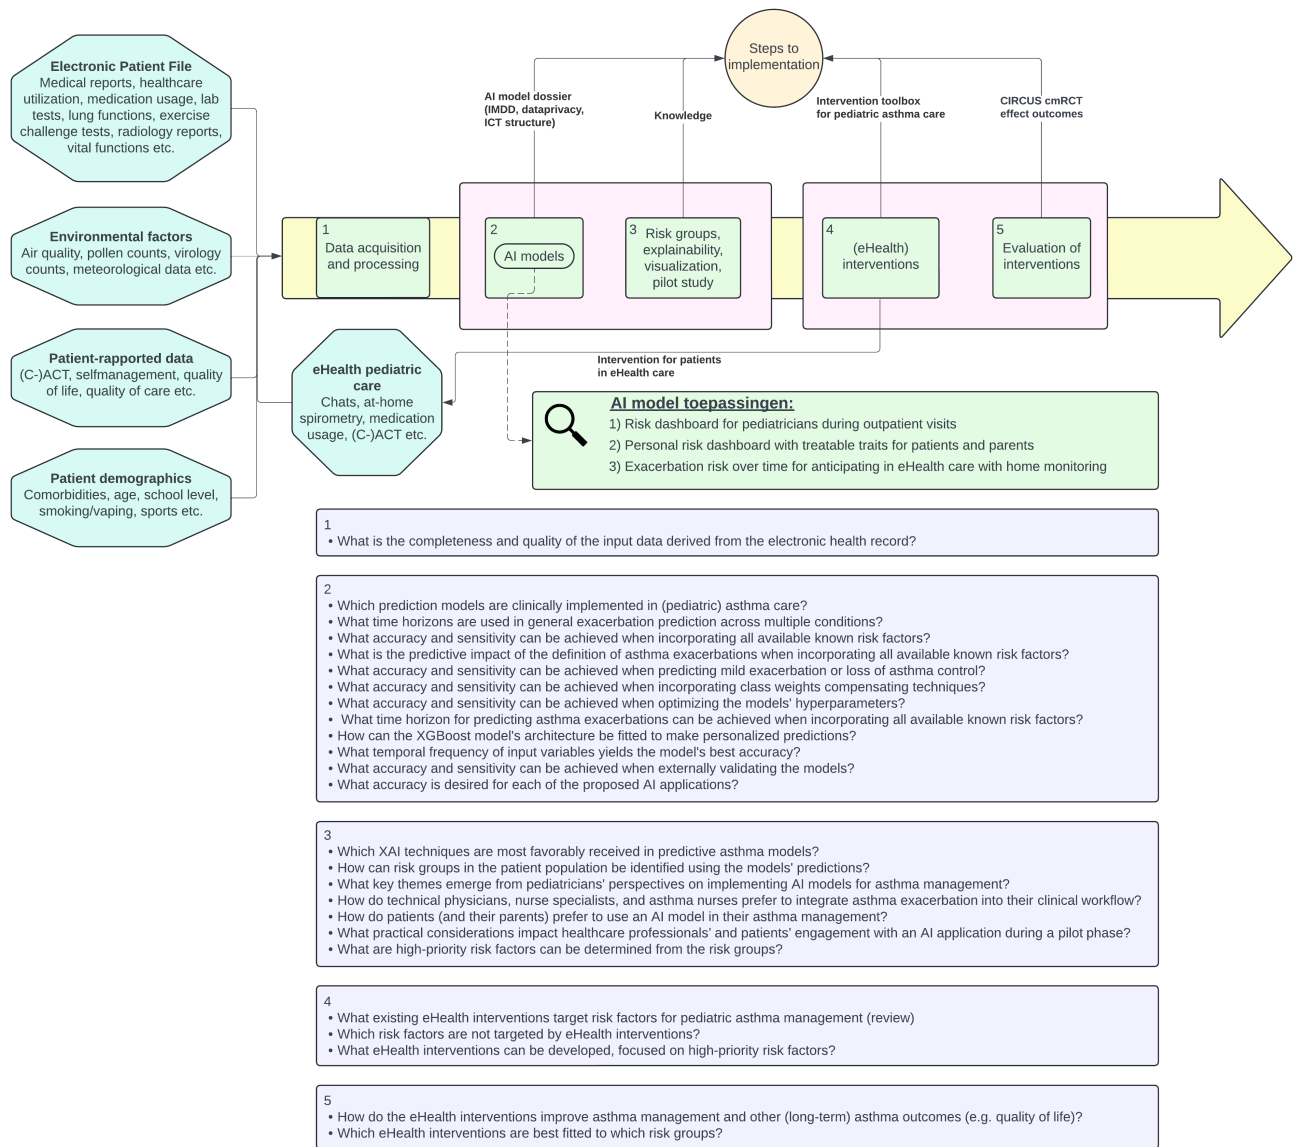 Steps to
implementation
Electronic Patient File
Medical reports, healthcare
utilization, medication usage, lab
tests, lung functions, exercise
challenge tests, radiology reports,
vital functions etc.
AI model dossier
(IMDD, dataprivacy,
ICT structure)
Knowledge
Intervention toolbox
for pediatric asthma care
CIRCUS cmRCT
effect outcomes
Environmental factors
Air quality, pollen counts, virology
counts, meteorological data etc.
1
Data acquisition
and processing
2
AI models
3
Risk groups,
explainability,
visualization,
pilot study
4
(eHealth)
interventions
5
Evaluation of
interventions
Patient-rapported data
(C-)ACT, selfmanagement, quality
of life, quality of care etc.
eHealth pediatric
care
Chats, at-home
spirometry, medication
usage, (C-)ACT etc.
Intervention for patients
in eHealth care
AI model toepassingen:
1) Risk dashboard for pediatricians during outpatient visits
2) Personal risk dashboard with treatable traits for patients and parents
3) Exacerbation risk over time for anticipating in eHealth care with home monitoring
Patient demographics
Comorbidities, age, school level,
smoking/vaping, sports etc.
1
• What is the completeness and quality of the input data derived from the electronic health record?
2
• Which prediction models are clinically implemented in (pediatric) asthma care?
• What time horizons are used in general exacerbation prediction across multiple conditions?
• What accuracy and sensitivity can be achieved when incorporating all available known risk factors?
• What is the predictive impact of the definition of asthma exacerbations when incorporating all available known risk factors?
• What accuracy and sensitivity can be achieved when predicting mild exacerbation or loss of asthma control?
• What accuracy and sensitivity can be achieved when incorporating class weights compensating techniques?
• What accuracy and sensitivity can be achieved when optimizing the models' hyperparameters?
• What time horizon for predicting asthma exacerbations can be achieved when incorporating all available known risk factors?
• How can the XGBoost model's architecture be fitted to make personalized predictions?
• What temporal frequency of input variables yields the model's best accuracy?
• What accuracy and sensitivity can be achieved when externally validating the models?
• What accuracy is desired for each of the proposed AI applications?
3
• Which XAI techniques are most favorably received in predictive asthma models?
• How can risk groups in the patient population be identified using the models' predictions?
• What key themes emerge from pediatricians' perspectives on implementing AI models for asthma management?
• How do technical physicians, nurse specialists, and asthma nurses prefer to integrate asthma exacerbation into their clinical workflow?
• How do patients (and their parents) prefer to use an AI model in their asthma management?
• What practical considerations impact healthcare professionals' and patients' engagement with an AI application during a pilot phase?
• What are high-priority risk factors can be determined from the risk groups?
4
• What existing eHealth interventions target risk factors for pediatric asthma management (review)
• Which risk factors are not targeted by eHealth interventions?
• What eHealth interventions can be developed, focused on high-priority risk factors?
5
• How do the eHealth interventions improve asthma management and other (long-term) asthma outcomes (e.g. quality of life)?
• Which eHealth interventions are best fitted to which risk groups?